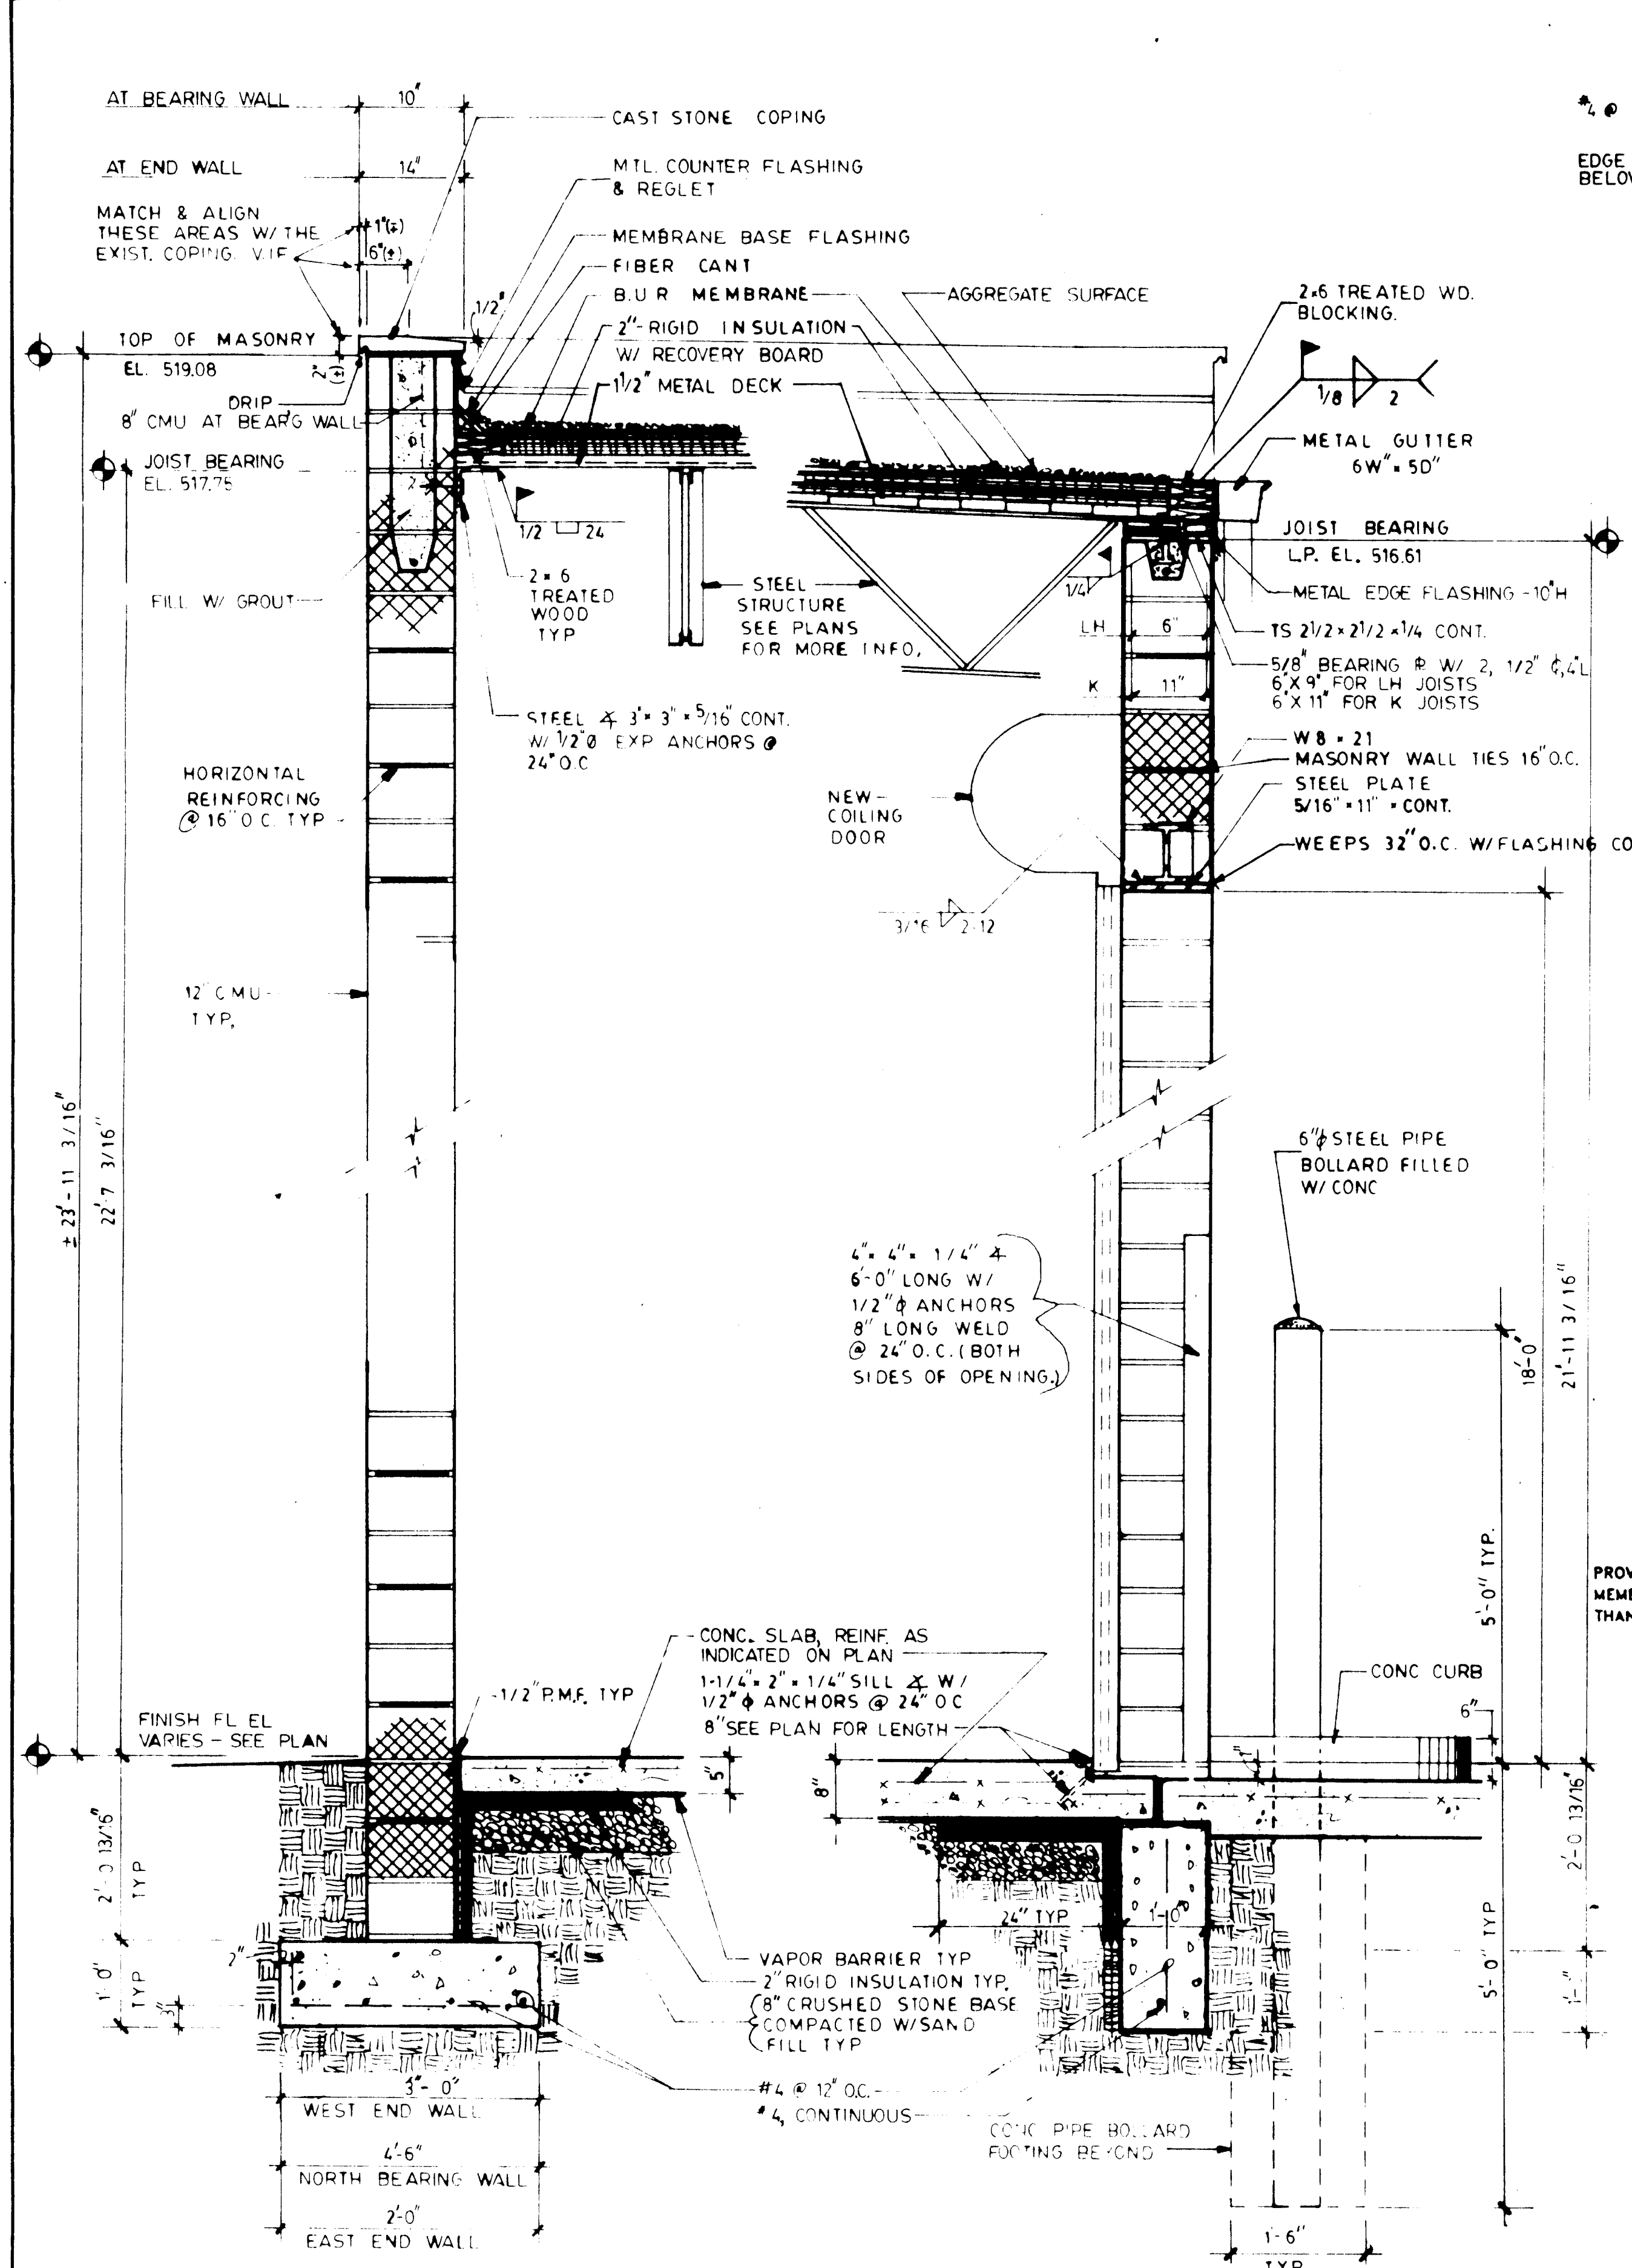 AT BEARING WALL
10"
CAST STONE COPING
AT END WALL
14"
MTL. COUNTER FLASHING
& REGLET
MATCH & ALIGN
THESE AREAS W/ THE
EXIST. COPING. V.I.F.
1"(±)
6"(±)
MEMBRANE BASE FLASHING
FIBER CANT
B.U.R MEMBRANE
2"-RIGID INSULATION
W/ RECOVERY BOARD
1 1/2" METAL DECK
1/2"
AGGREGATE SURFACE
#4 @
EDGE
2x6 TREATED WD.
BLOCKING.
1/8
2
METAL GUTTER
6W" x 5D"
TOP OF MASONRY
EL. 519.08
2"
(±)
DRIP
8" CMU AT BEAR'G WALL
JOIST BEARING
EL. 517.75
1/2
24
JOIST BEARING
L.P. EL. 516.61
METAL EDGE FLASHING - 10"H
TS 2 1/2 x 2 1/2 x 1/4 CONT.
FILL W/ GROUT
2 x 6
TREATED
WOOD
TYP
STEEL
STRUCTURE
SEE PLANS
FOR MORE INFO.
1/4
LH
6"
K
11"
5/8" BEARING ℙ W/ 2, 1/2" ¢,4"L
6"X 9" FOR LH JOISTS
6"X 11" FOR K JOISTS
STEEL ∡ 3" x 3" x 5/16" CONT.
W/ 1/2"Ø EXP ANCHORS @
24" O.C
W 8 x 21
MASONRY WALL TIES 16" O.C.
STEEL PLATE
5/16" x 11" x CONT.
WEEPS 32" O.C. W/FLASHING CO
HORIZONTAL
REINFORCING
@ 16" O.C. TYP
NEW
COILING
DOOR
3/16
2-12
12" CMU
TYP.
± 23'-11 3/16"
22'-7 3/16"
6"ϕ STEEL PIPE
BOLLARD FILLED
W/ CONC
4" x 4" x 1/4" ∡
6'-0" LONG W/
1/2"ϕ ANCHORS
8" LONG WELD
@ 24" O.C. (BOTH
SIDES OF OPENING.)
18'-0"
21'-11 3/16"
5'-0" TYP.
PROV
MEMB
THAN
CONC. SLAB, REINF. AS
INDICATED ON PLAN
1-1/4" x 2" x 1/4" SILL ∡ W/
1/2"ϕ ANCHORS @ 24" O C
8" SEE PLAN FOR LENGTH
1/2" P.M.F. TYP
CONC CURB
6"
FINISH FL EL
VARIES - SEE PLAN
5"
8"
1"
2'-0 13/16"
TYP
2'-0 13/16"
24" TYP
1'-0"
VAPOR BARRIER TYP
2" RIGID INSULATION TYP.
8" CRUSHED STONE BASE
COMPACTED W/SAND
FILL TYP
2"
1'-0"
TYP
3"
5'-0" TYP
#4 @ 12" O.C.
#4, CONTINUOUS
3'-0"
WEST END WALL
4'-6"
NORTH BEARING WALL
2'-0"
EAST END WALL
CONC PIPE BOLLARD
FOOTING BEYOND
1'-6"
TYP